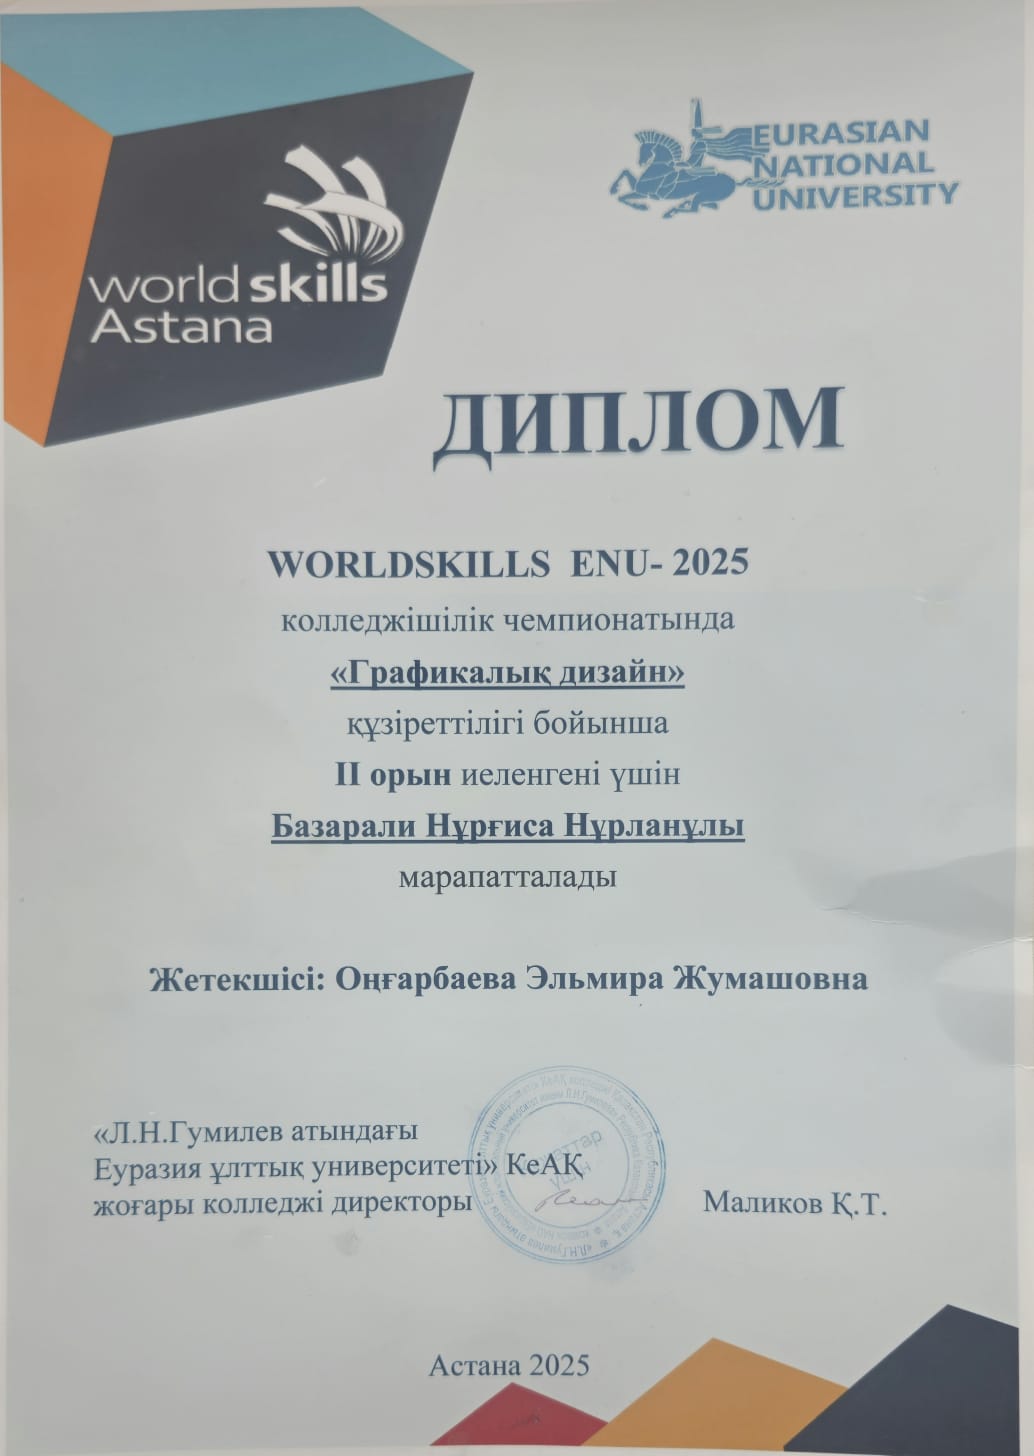 world skills
Astana
EURASIAN
NATIONAL
UNIVERSITY
ДИПЛОМ
WORLDSKILLS ENU- 2025
колледжішілік чемпионатында
«Графикалық дизайн»
құзіреттілігі бойынша
II орын иеленгені үшін
Базарали Нұрғиса Нұрланұлы
марапатталады
Жетекшісі: Оңғарбаева Эльмира Жумашовна
«Л.Н.Гумилев атындағы
Еуразия ұлттық университеті» КеАҚ
жоғары колледжі директоры
Маликов Қ.Т.
Астана 2025